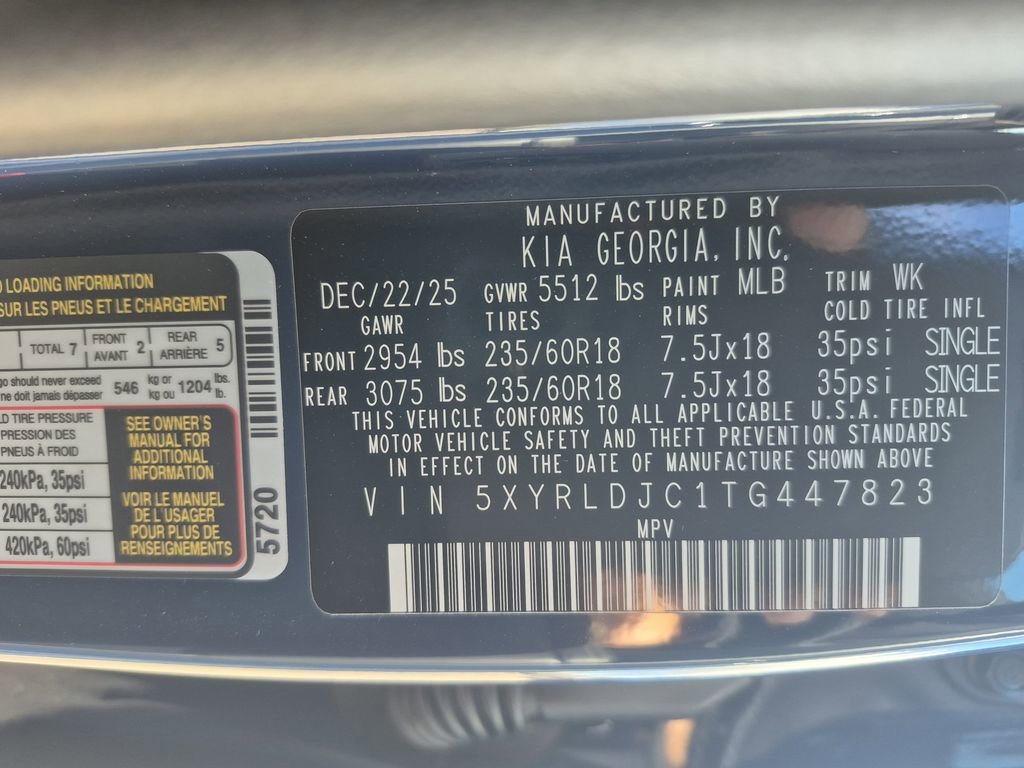 LOADING INFORMATION
SUR LES PNEUS ET LE CHARGEMENT
TOTAL 7 FRONT AVANT 2 REAR ARRIÈRE 5
go should never exceed
ne doit jamais dépasser
546 kg or kg ou 1204 lbs. lb.
LD TIRE PRESSURE
PRESSION DES
PNEUS À FROID
240kPa, 35psi
240kPa, 35psi
420kPa, 60psi
SEE OWNER'S
MANUAL FOR
ADDITIONAL
INFORMATION
VOIR LE MANUEL
DE L'USAGER
POUR PLUS DE
RENSEIGNEMENTS
5720
MANUFACTURED BY
KIA GEORGIA, INC.
DEC/22/25 GVWR 5512 lbs PAINT MLB TRIM WK
GAWR TIRES RIMS COLD TIRE INFL
FRONT 2954 lbs 235/60R18 7.5Jx18 35psi SINGLE
REAR 3075 lbs 235/60R18 7.5Jx18 35psi SINGLE
THIS VEHICLE CONFORMS TO ALL APPLICABLE U.S.A. FEDERAL
MOTOR VEHICLE SAFETY AND THEFT PREVENTION STANDARDS
IN EFFECT ON THE DATE OF MANUFACTURE SHOWN ABOVE
VIN 5XYRLDJC1TG447823
MPV